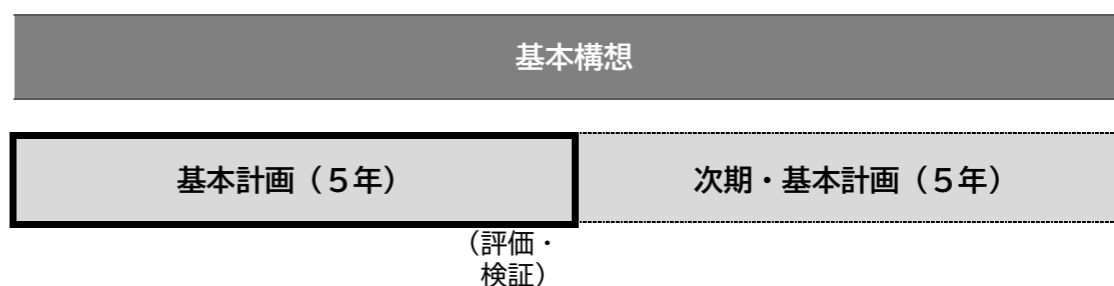 基本構想
基本計画（５年）
次期・基本計画（５年）
（評価・
検証）